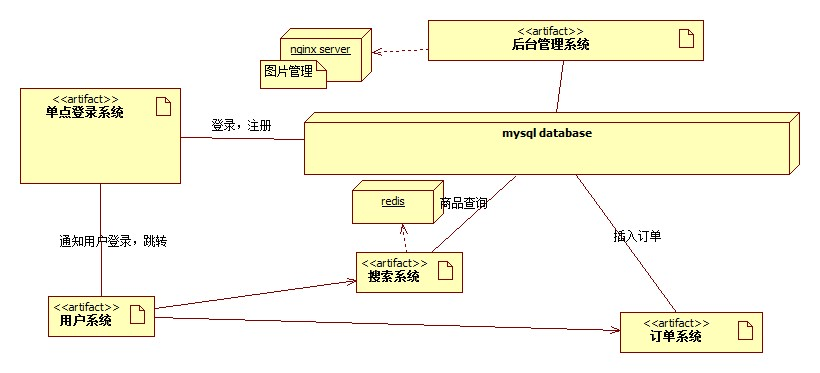 <<artifact>>
后台管理系统
nginx server
图片管理
<<artifact>>
单点登录系统
登录，注册
mysql database
redis
商品查询
通知用户登录，跳转
插入订单
<<artifact>>
搜索系统
<<artifact>>
用户系统
<<artifact>>
订单系统